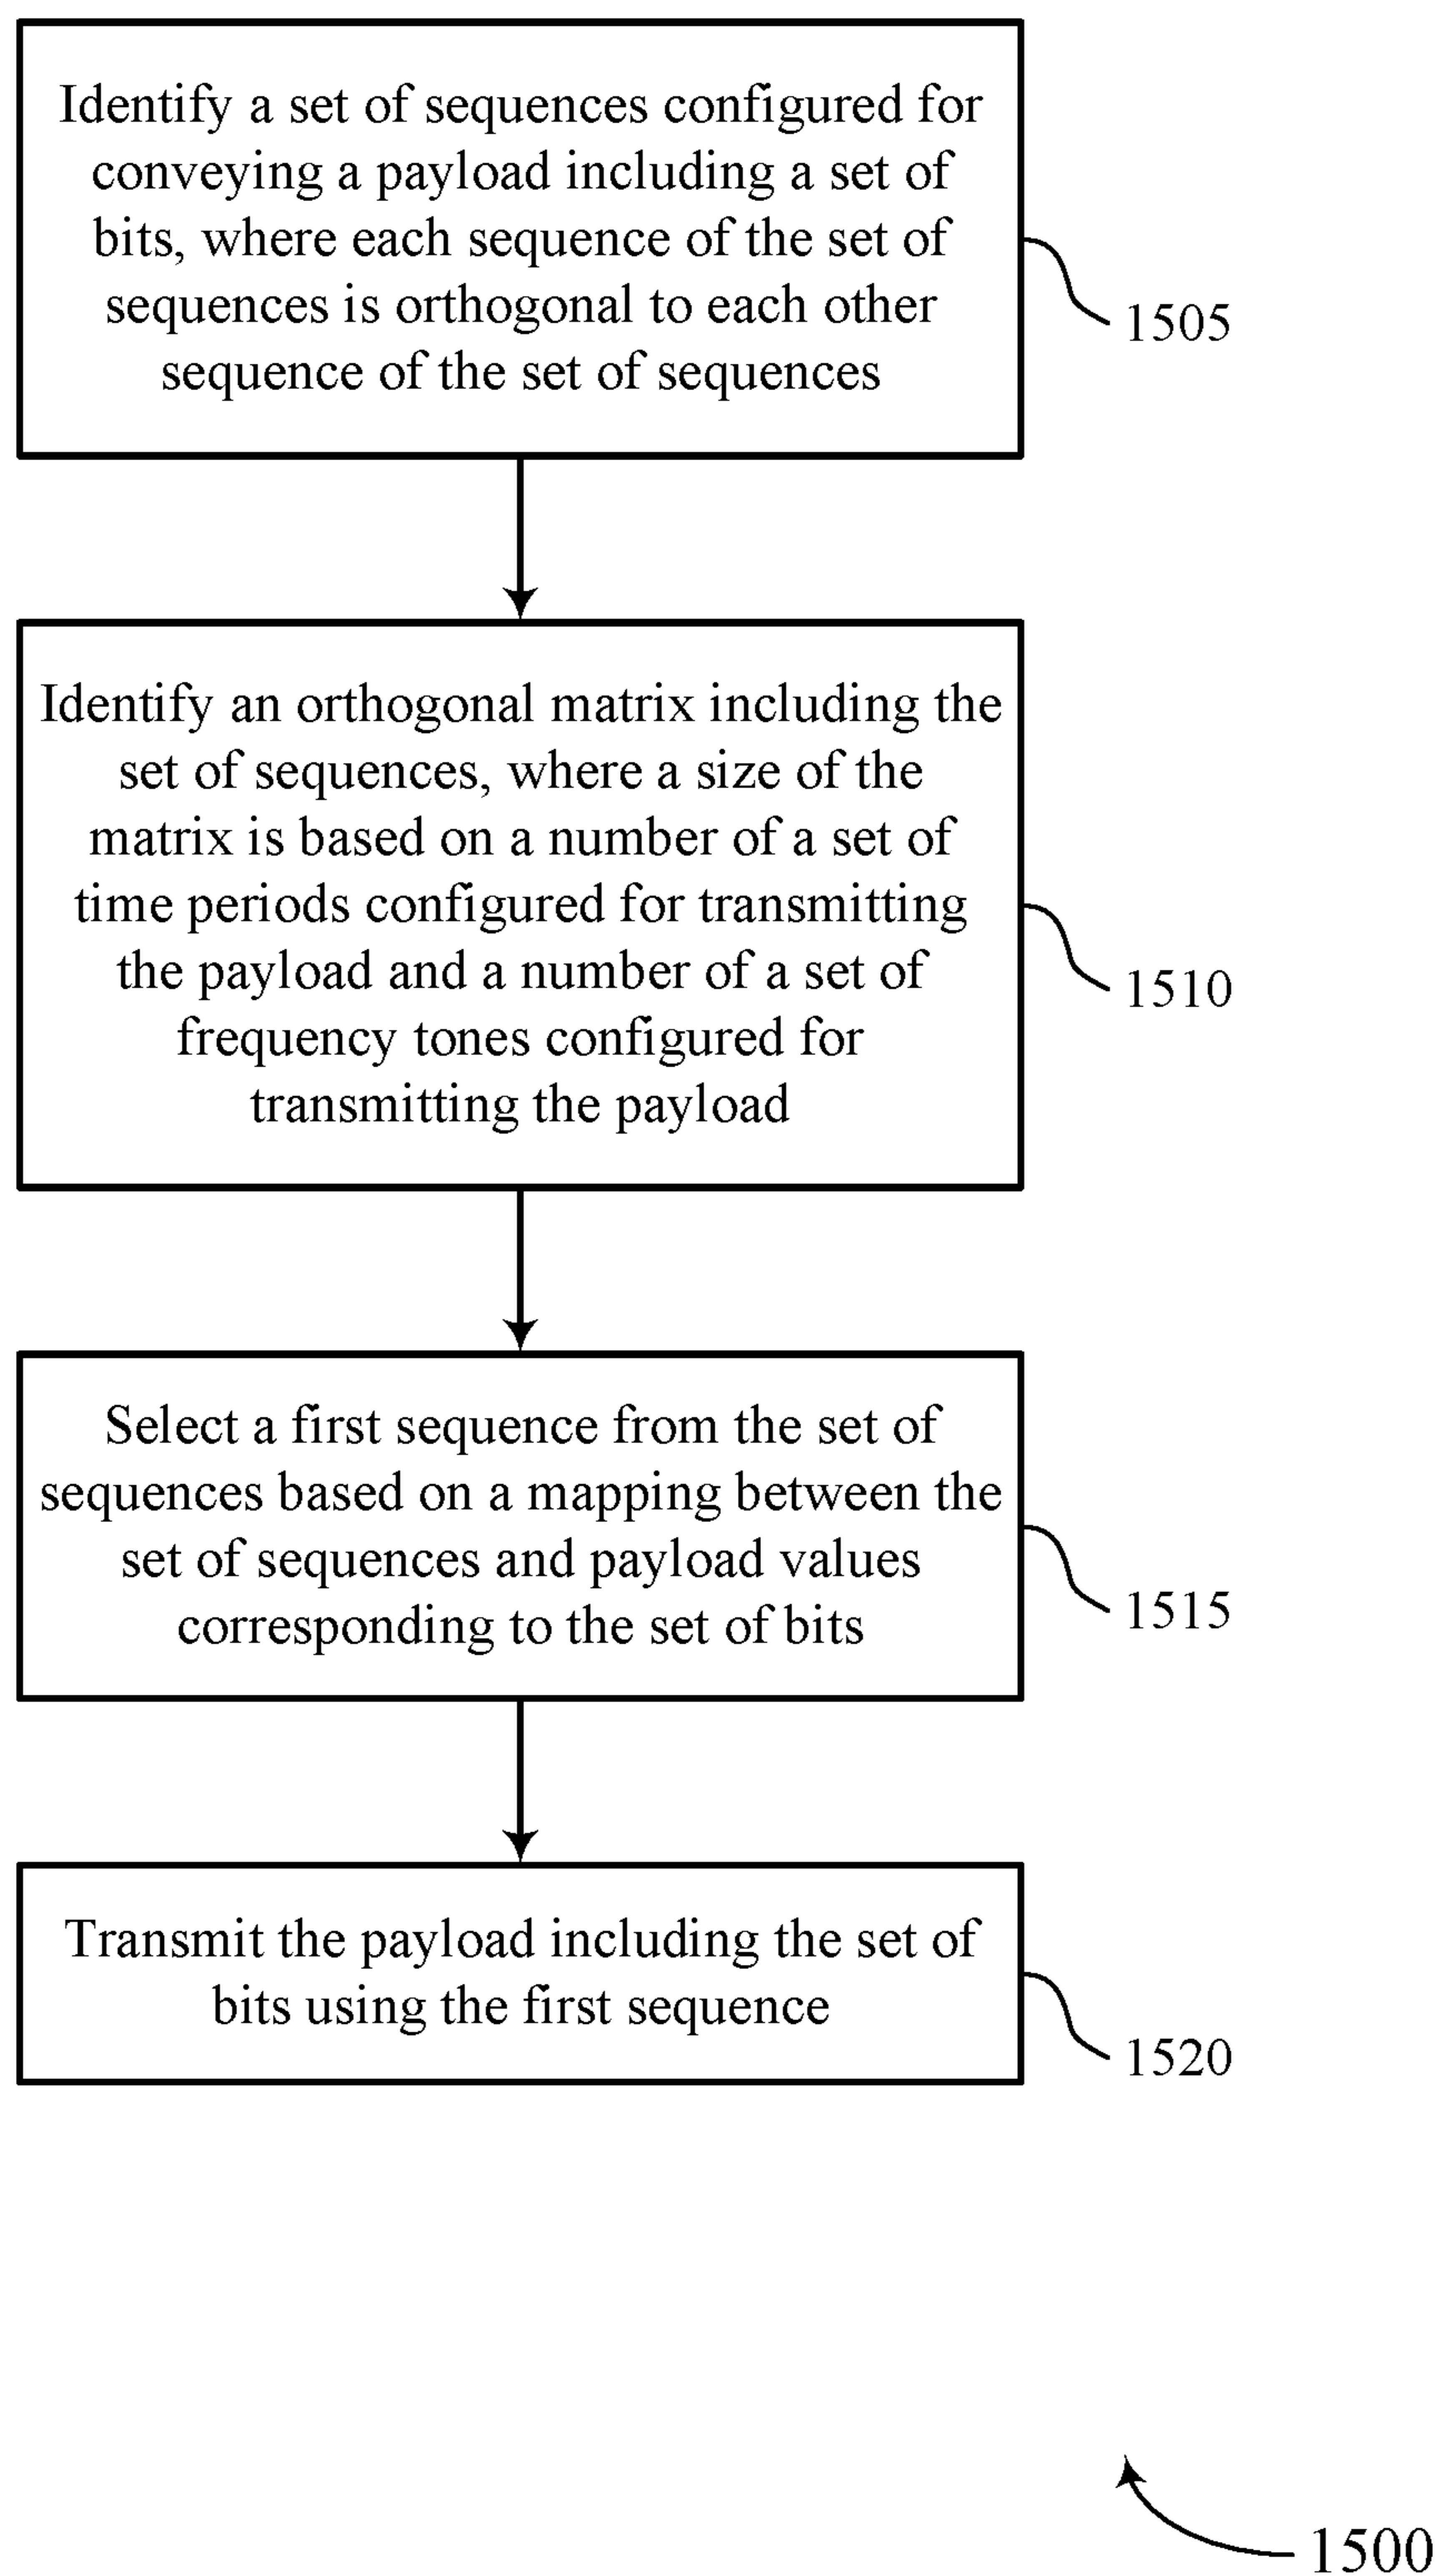 Identify a set of sequences configured for
conveying a payload including a set of
bits, where each sequence of the set of
sequences is orthogonal to each other
sequence of the set of sequences
1505
Identify an orthogonal matrix including the
set of sequences, where a size of the
matrix is based on a number of a set of
time periods configured for transmitting
the payload and a number of a set of
frequency tones configured for
transmitting the payload
1510
Select a first sequence from the set of
sequences based on a mapping between the
set of sequences and payload values
corresponding to the set of bits
1515
Transmit the payload including the set of
bits using the first sequence
1520
1500